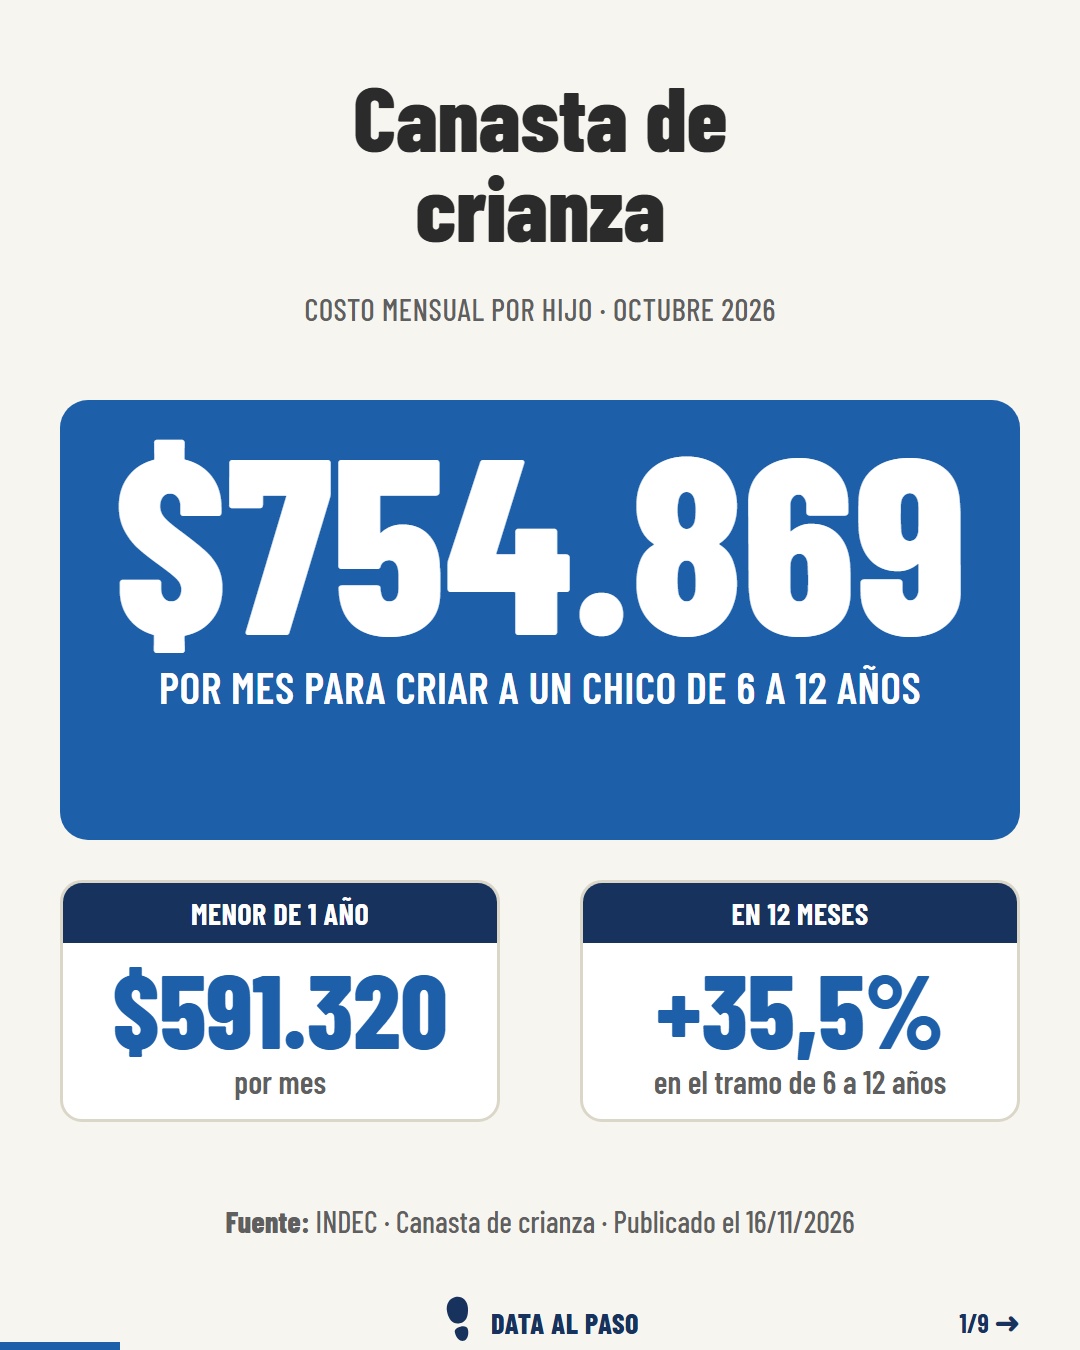 Canasta de
crianza
COSTO MENSUAL POR HIJO · OCTUBRE 2026
$754.869
POR MES PARA CRIAR A UN CHICO DE 6 A 12 AÑOS
MENOR DE 1 AÑO
$591.320
por mes
EN 12 MESES
+35,5%
en el tramo de 6 a 12 años
Fuente: INDEC · Canasta de crianza · Publicado el 16/11/2026
DATA AL PASO
1/9 →